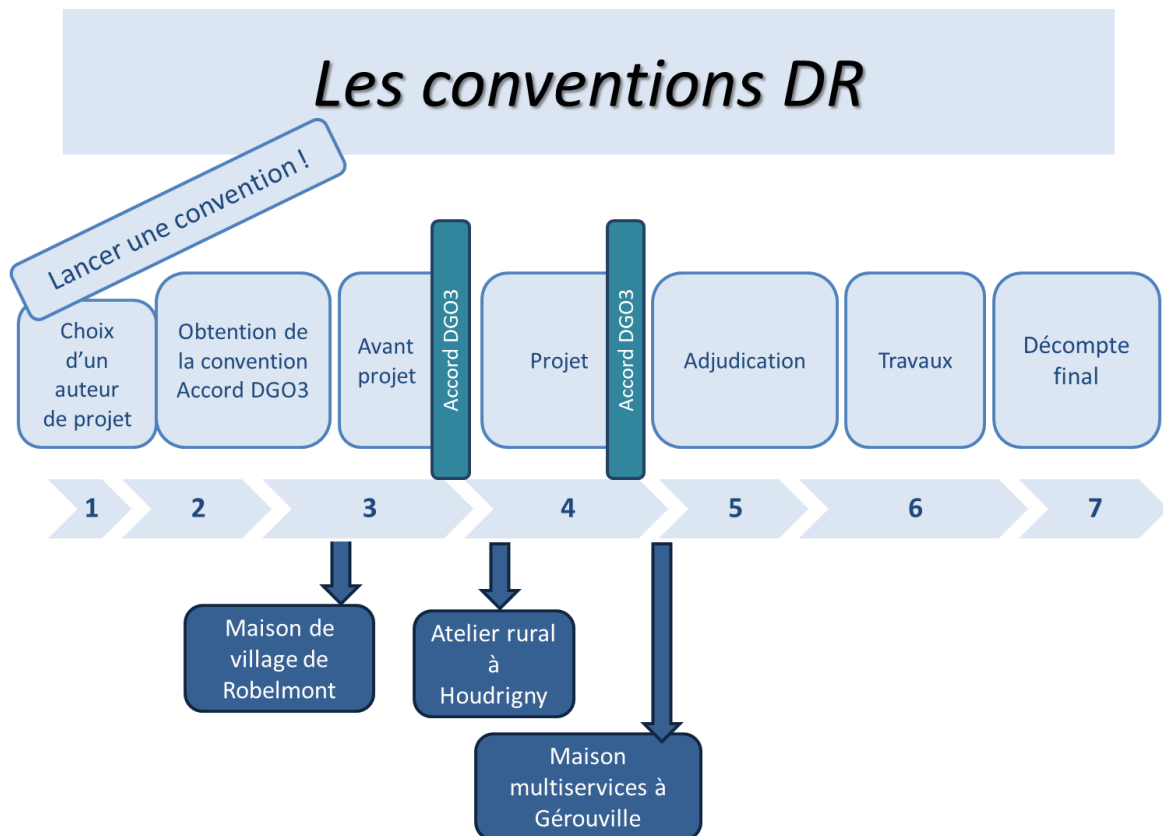 Les conventions DR
Lancer une convention !
Choix
d’un
auteur
de projet
Obtention de
la convention
Accord DGO3
Avant
projet
Accord DGO3
Projet
Accord DGO3
Adjudication
Travaux
Décompte
final
1
2
3
4
5
6
7
Maison de
village de
Robelmont
Atelier rural
à
Houdrigny
Maison
multiservices à
Gérouville